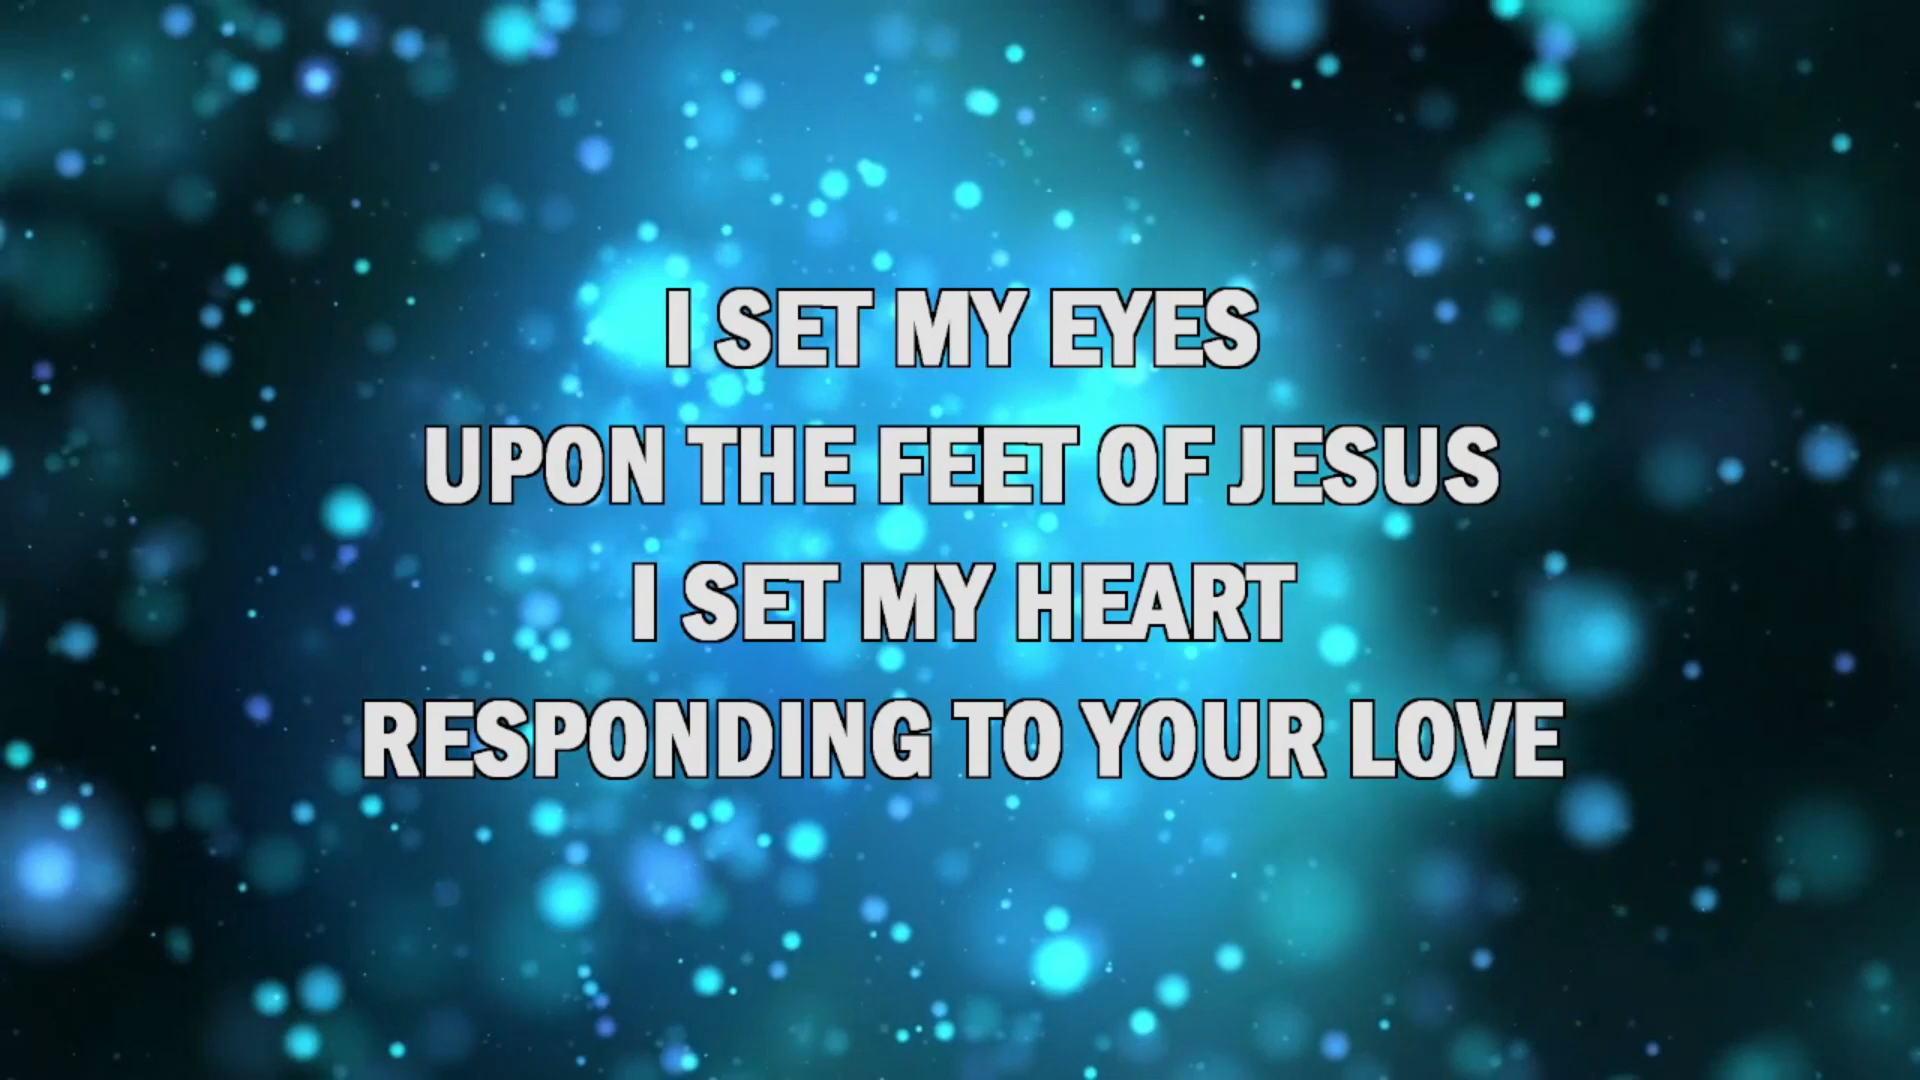 I SET MY EYES
UPON THE FEET OF JESUS
I SET MY HEART
RESPONDING TO YOUR LOVE